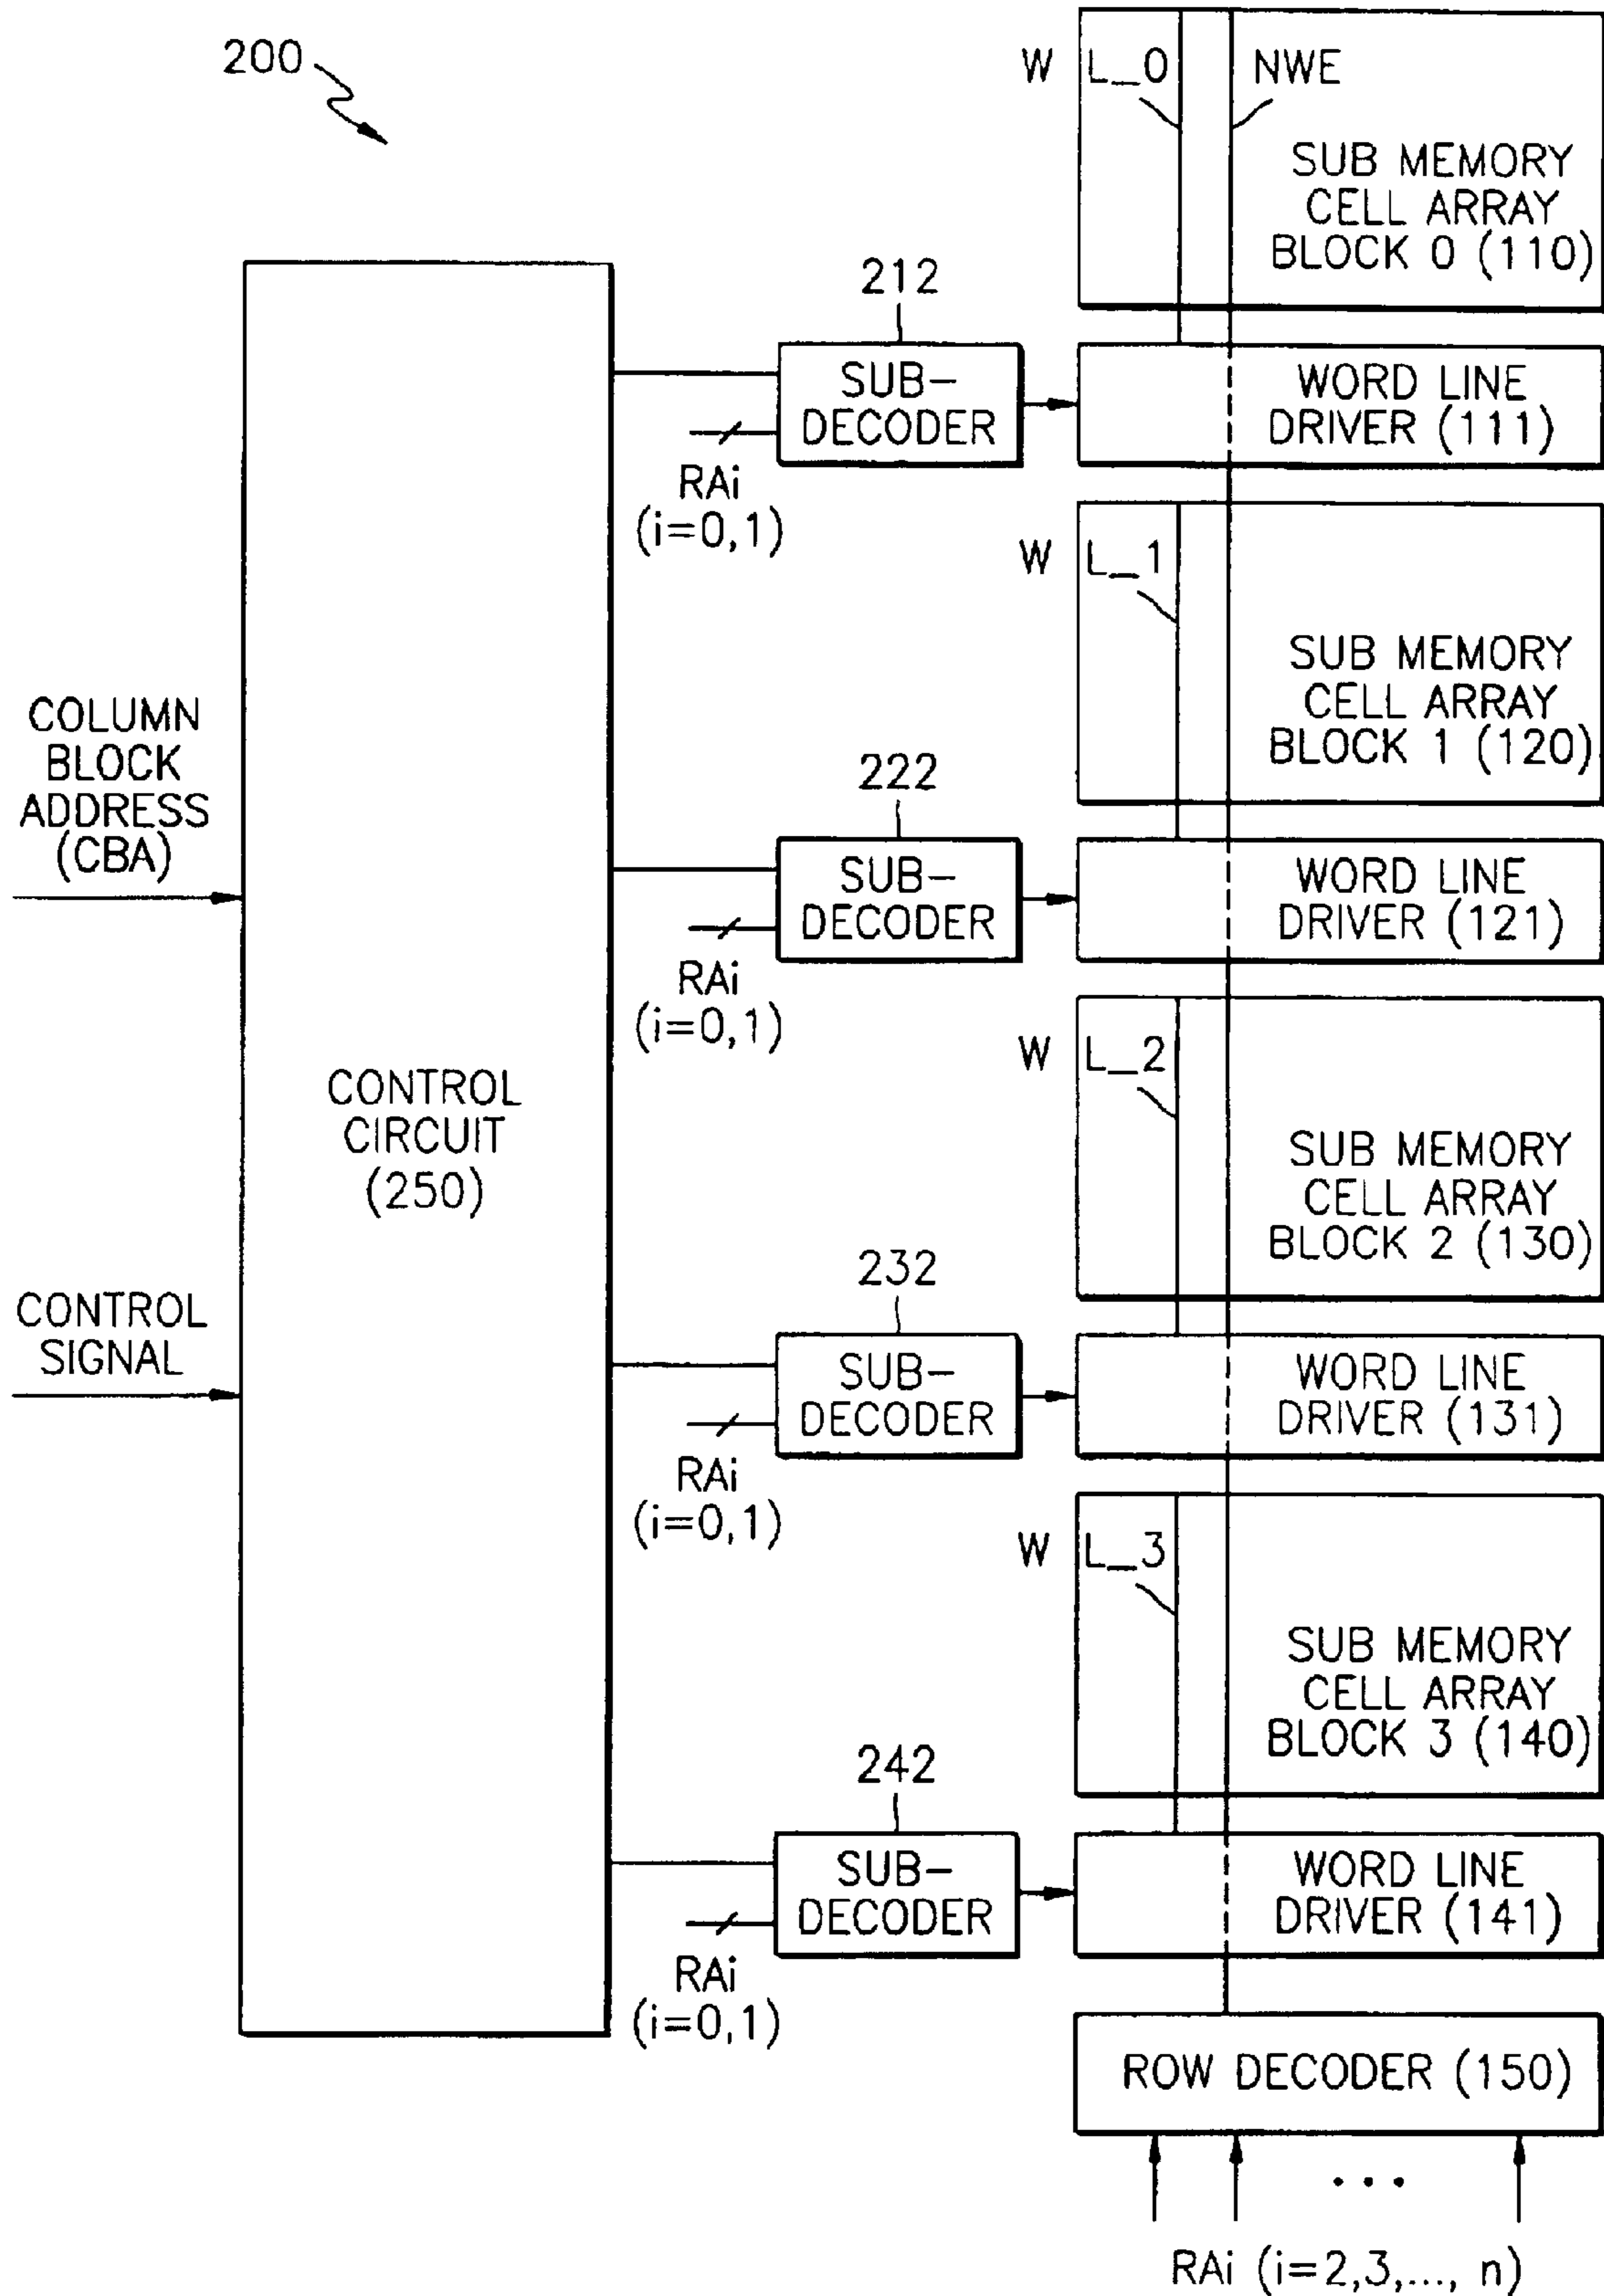 200
W L_0 NWE
SUB MEMORY
CELL ARRAY
BLOCK 0 (110)
212
SUB-
DECODER
WORD LINE
DRIVER (111)
RAi
(i=0,1)
W L_1
SUB MEMORY
CELL ARRAY
BLOCK 1 (120)
COLUMN
BLOCK
ADDRESS
(CBA)
222
SUB-
DECODER
WORD LINE
DRIVER (121)
RAi
(i=0,1)
W L_2
CONTROL
CIRCUIT
(250)
SUB MEMORY
CELL ARRAY
BLOCK 2 (130)
CONTROL
SIGNAL
232
SUB-
DECODER
WORD LINE
DRIVER (131)
RAi
(i=0,1)
W L_3
SUB MEMORY
CELL ARRAY
BLOCK 3 (140)
242
SUB-
DECODER
WORD LINE
DRIVER (141)
RAi
(i=0,1)
ROW DECODER (150)
...
RAi (i=2,3,..., n)